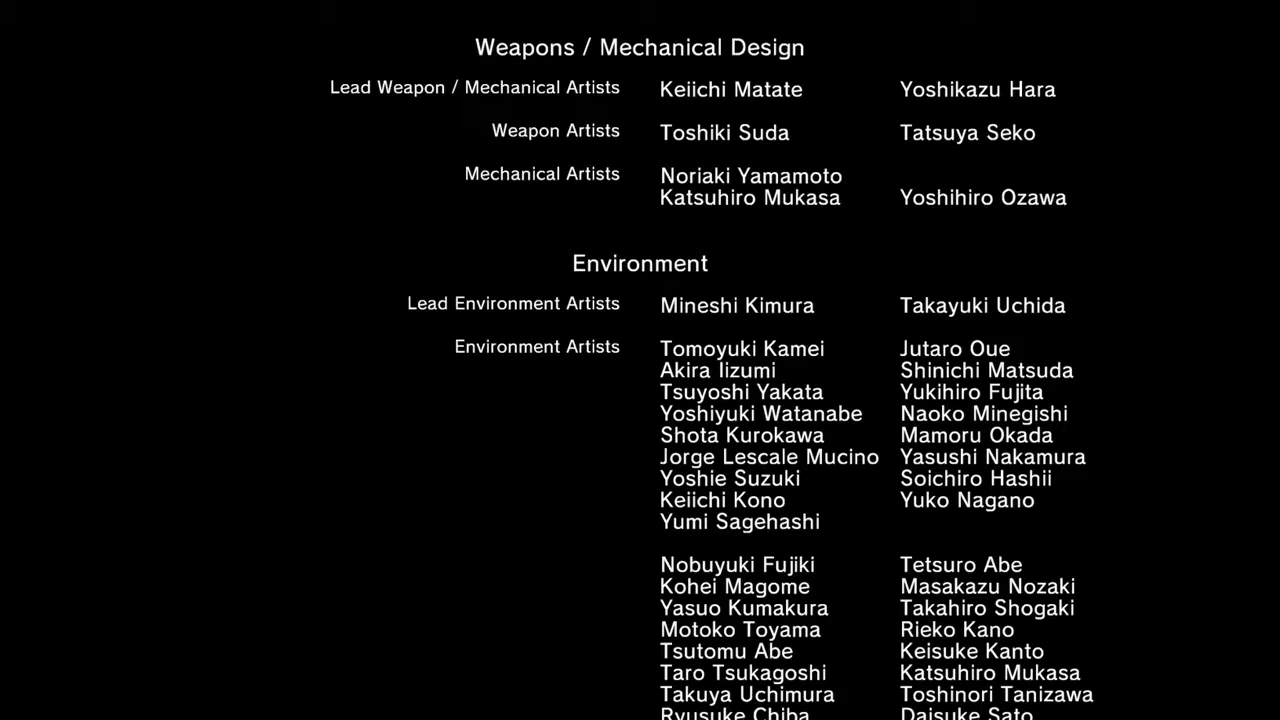 Weapons / Mechanical Design
Lead Weapon / Mechanical Artists Keiichi Matate Yoshikazu Hara
Weapon Artists Toshiki Suda Tatsuya Seko
Mechanical Artists Noriaki Yamamoto
Katsuhiro Mukasa Yoshihiro Ozawa
Environment
Lead Environment Artists Mineshi Kimura Takayuki Uchida
Environment Artists Tomoyuki Kamei Jutaro Oue
Akira Iizumi Shinichi Matsuda
Tsuyoshi Yakata Yukihiro Fujita
Yoshiyuki Watanabe Naoko Minegishi
Shota Kurokawa Mamoru Okada
Jorge Lescale Mucino Yasushi Nakamura
Yoshie Suzuki Soichiro Hashii
Keiichi Kono Yuko Nagano
Yumi Sagehashi
Nobuyuki Fujiki Tetsuro Abe
Kohei Magome Masakazu Nozaki
Yasuo Kumakura Takahiro Shogaki
Motoko Toyama Rieko Kano
Tsutomu Abe Keisuke Kanto
Taro Tsukagoshi Katsuhiro Mukasa
Takuya Uchimura Toshinori Tanizawa
Ryusuke Chiba Daisuke Sato